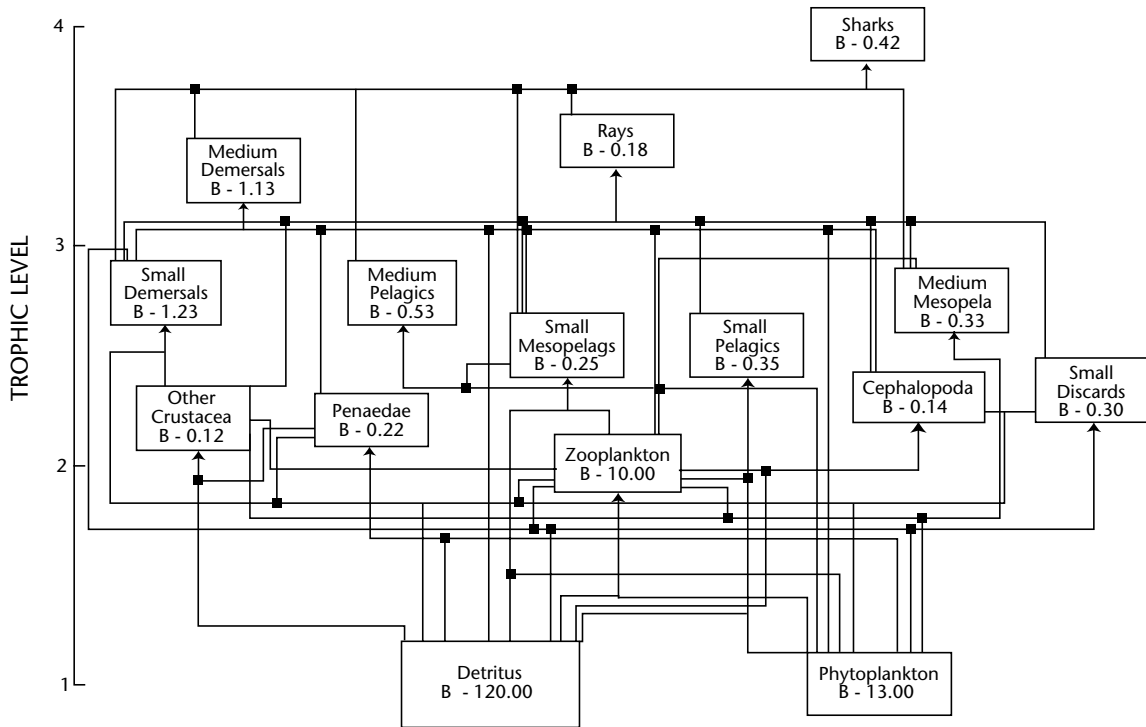 4
Sharks
B - 0.42
Rays
B - 0.18
Medium
Demersals
B - 1.13
TROPHIC LEVEL
3
Small
Demersals
B - 1.23
Medium
Pelagics
B - 0.53
Small
Mesopelags
B - 0.25
Small
Pelagics
B - 0.35
Medium
Mesopela
B - 0.33
Other
Crustacea
B - 0.12
Penaedae
B - 0.22
Cephalopoda
B - 0.14
Small
Discards
B - 0.30
2
Zooplankton
B - 10.00
1
Detritus
B - 120.00
Phytoplankton
B - 13.00